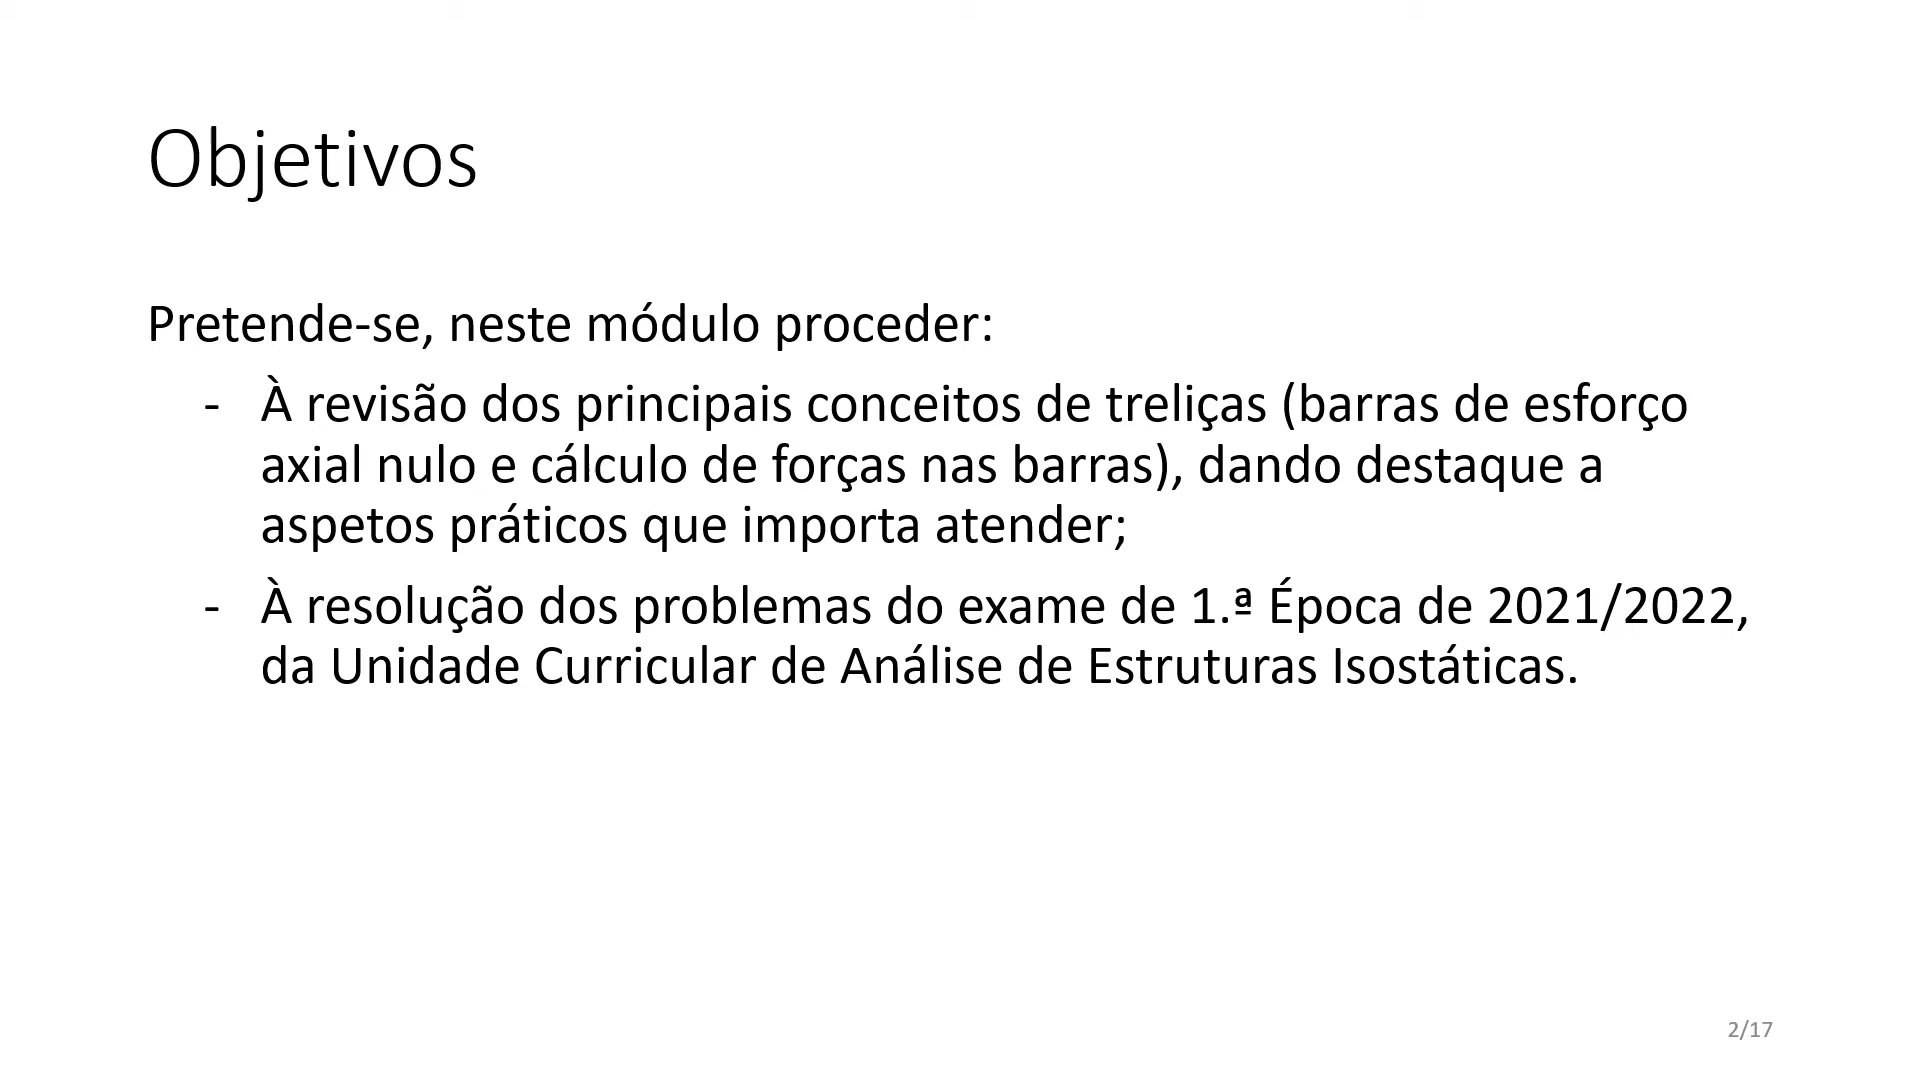 Objetivos
Pretende-se, neste módulo proceder:
- À revisão dos principais conceitos de treliças (barras de esforço
axial nulo e cálculo de forças nas barras), dando destaque a
aspetos práticos que importa atender;
- À resolução dos problemas do exame de 1.ª Época de 2021/2022,
da Unidade Curricular de Análise de Estruturas Isostáticas.
2/17